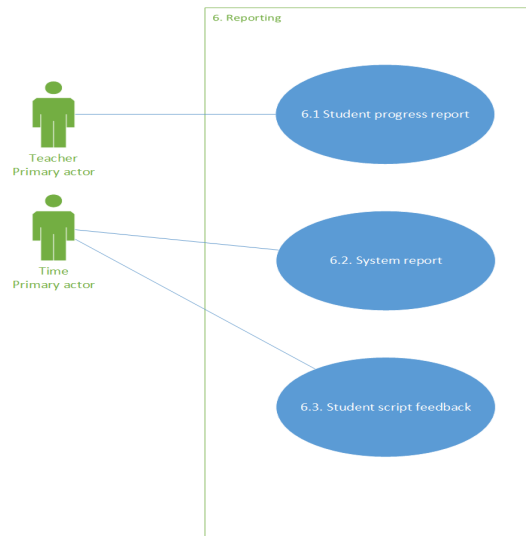 6. Reporting
6.1 Student progress report
Teacher
Primary actor
6.2. System report
Time
Primary actor
6.3. Student script feedback